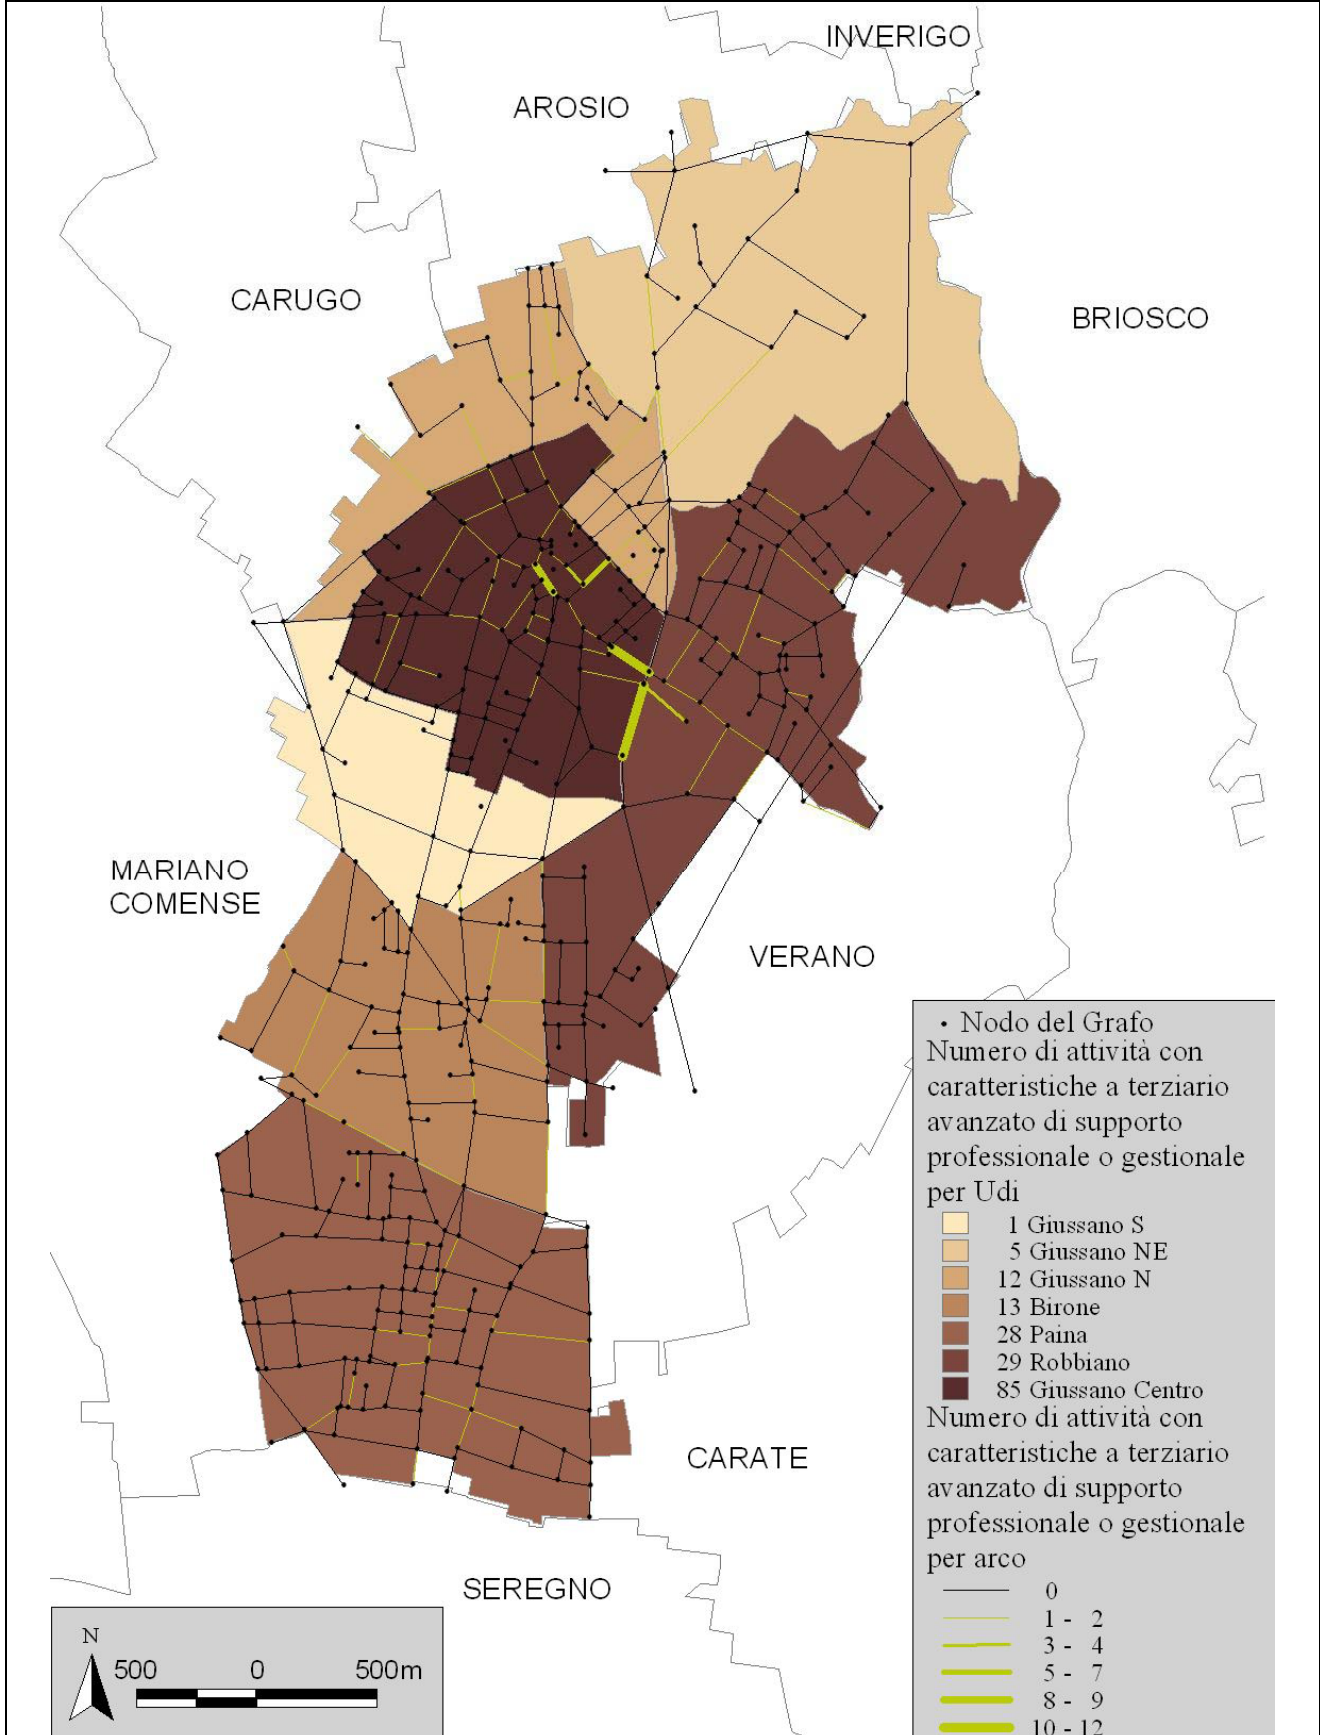 INVERIGO
AROSIO
CARUGO
BRIOSCO
MARIANO
COMENSE
VERANO
CARATE
SEREGNO
N
500 0 500m
• Nodo del Grafo
Numero di attività con
caratteristiche a terziario
avanzato di supporto
professionale o gestionale
per Udi
1 Giussano S
5 Giussano NE
12 Giussano N
13 Birone
28 Paina
29 Robbiano
85 Giussano Centro
Numero di attività con
caratteristiche a terziario
avanzato di supporto
professionale o gestionale
per arco
0
1 - 2
3 - 4
5 - 7
8 - 9
10 - 12